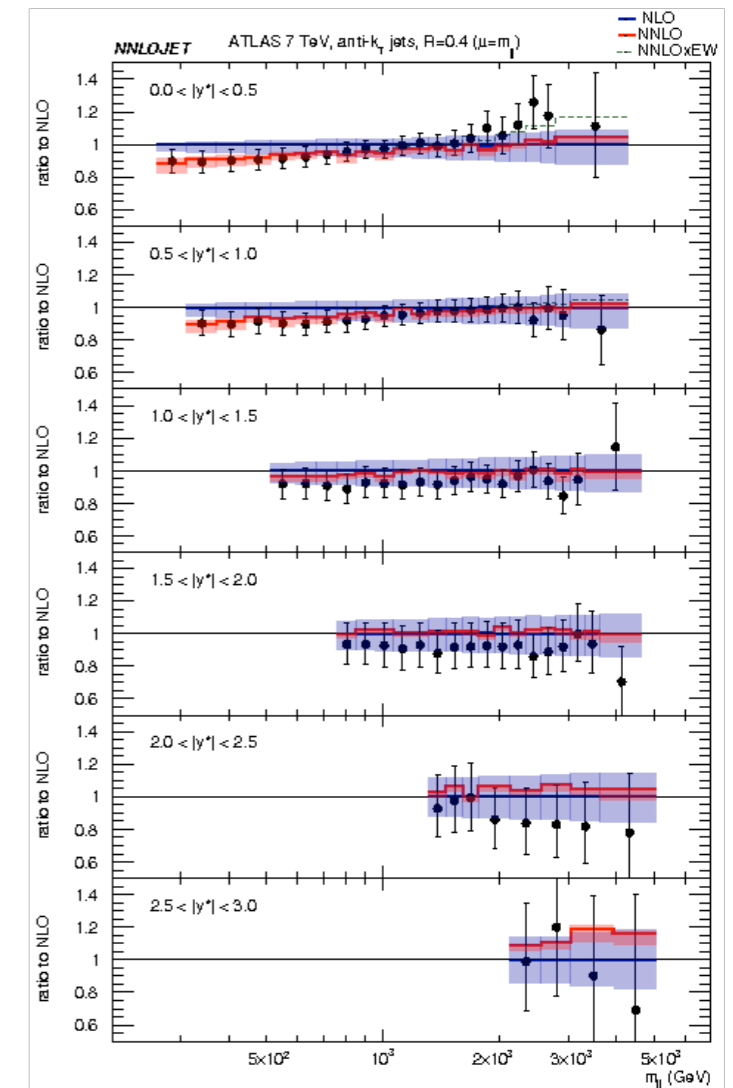 NLO
NNLO
NNLOxEW
NNLOJET ATLAS 7 TeV, anti-kT jets, R=0.4 (μ=mjj)
0.0 < |y*| < 0.5
ratio to NLO
1.4
1.2
1
0.8
0.6
0.5 < |y*| < 1.0
ratio to NLO
1.4
1.2
1
0.8
0.6
1.0 < |y*| < 1.5
ratio to NLO
1.4
1.2
1
0.8
0.6
1.5 < |y*| < 2.0
ratio to NLO
1.4
1.2
1
0.8
0.6
2.0 < |y*| < 2.5
ratio to NLO
1.4
1.2
1
0.8
0.6
2.5 < |y*| < 3.0
ratio to NLO
1.4
1.2
1
0.8
0.6
5×10² 10³ 2×10³ 3×10³ 5×10³
mjj (GeV)